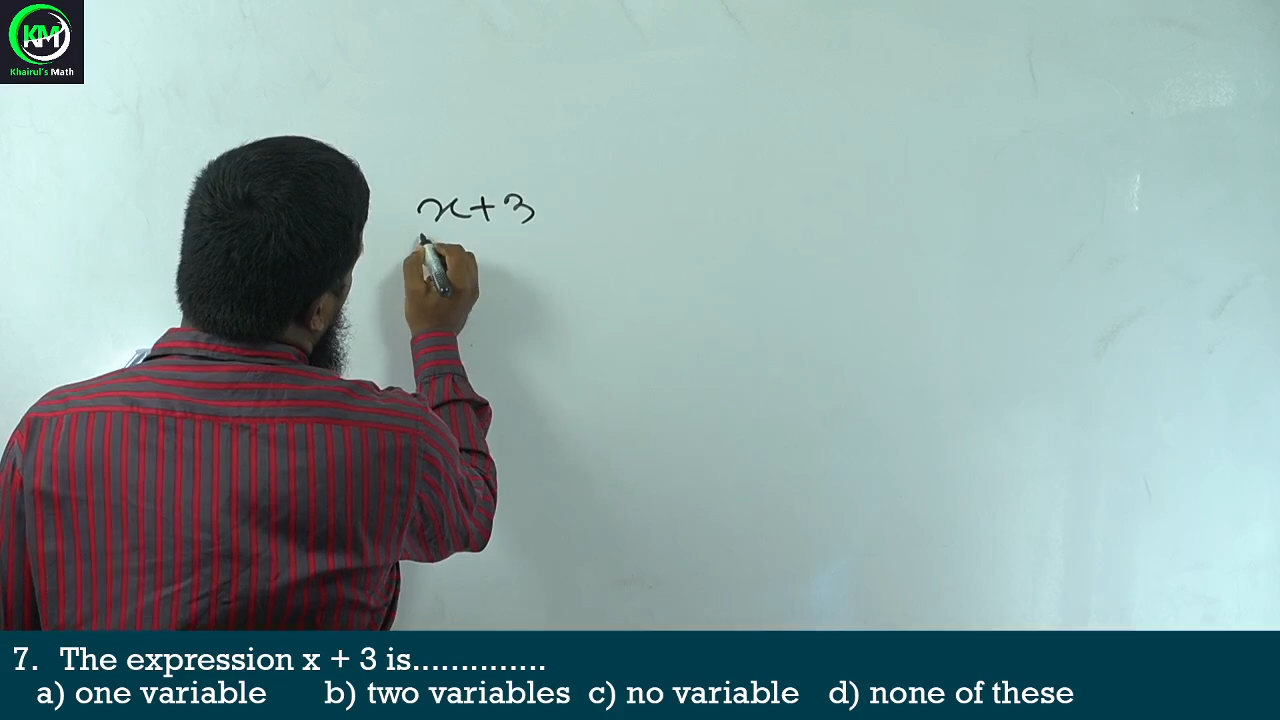 KM
Khairul's Math
x + 3
7. The expression x + 3 is..............
a) one variable b) two variables c) no variable d) none of these